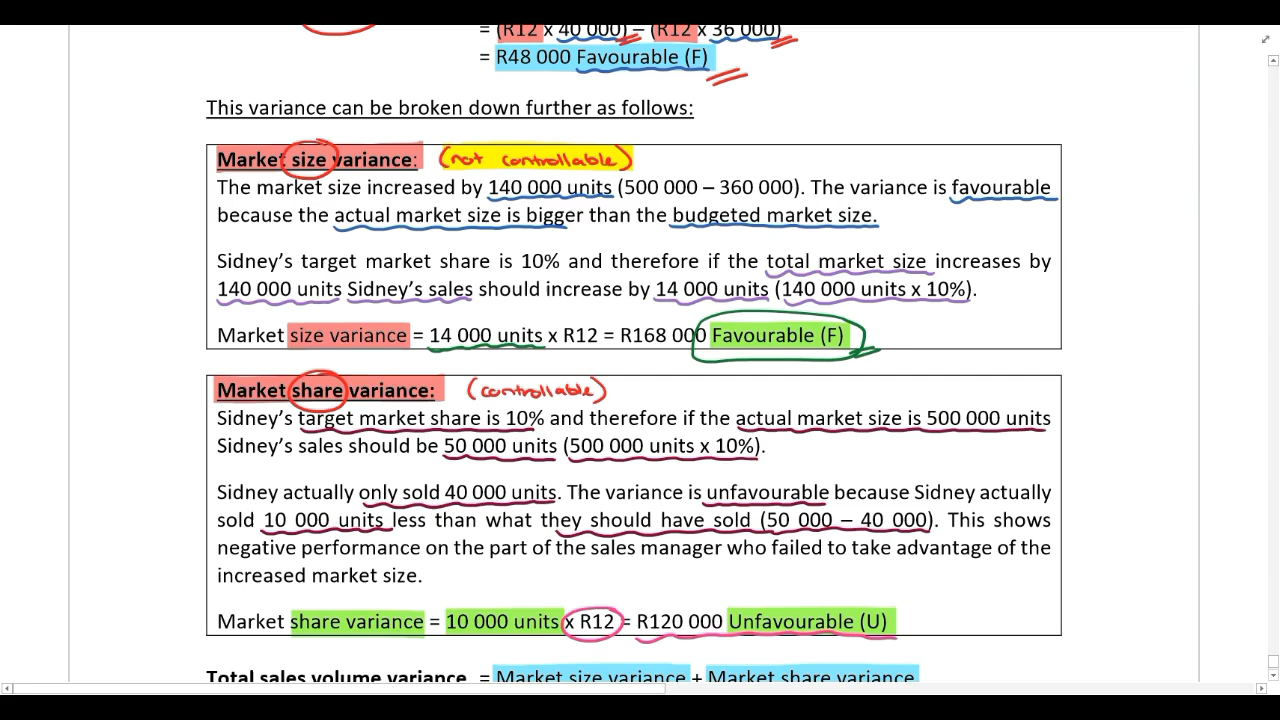 = (R12 x 40 000) – (R12 x 36 000)
= R48 000 Favourable (F)
This variance can be broken down further as follows:
Market size variance: (not controllable)
The market size increased by 140 000 units (500 000 – 360 000). The variance is favourable
because the actual market size is bigger than the budgeted market size.
Sidney’s target market share is 10% and therefore if the total market size increases by
140 000 units Sidney’s sales should increase by 14 000 units (140 000 units x 10%).
Market size variance = 14 000 units x R12 = R168 000 Favourable (F)
Market share variance: (controllable)
Sidney’s target market share is 10% and therefore if the actual market size is 500 000 units
Sidney’s sales should be 50 000 units (500 000 units x 10%).
Sidney actually only sold 40 000 units. The variance is unfavourable because Sidney actually
sold 10 000 units less than what they should have sold (50 000 – 40 000). This shows
negative performance on the part of the sales manager who failed to take advantage of the
increased market size.
Market share variance = 10 000 units x R12 = R120 000 Unfavourable (U)
Total sales volume variance = Market size variance + Market share variance